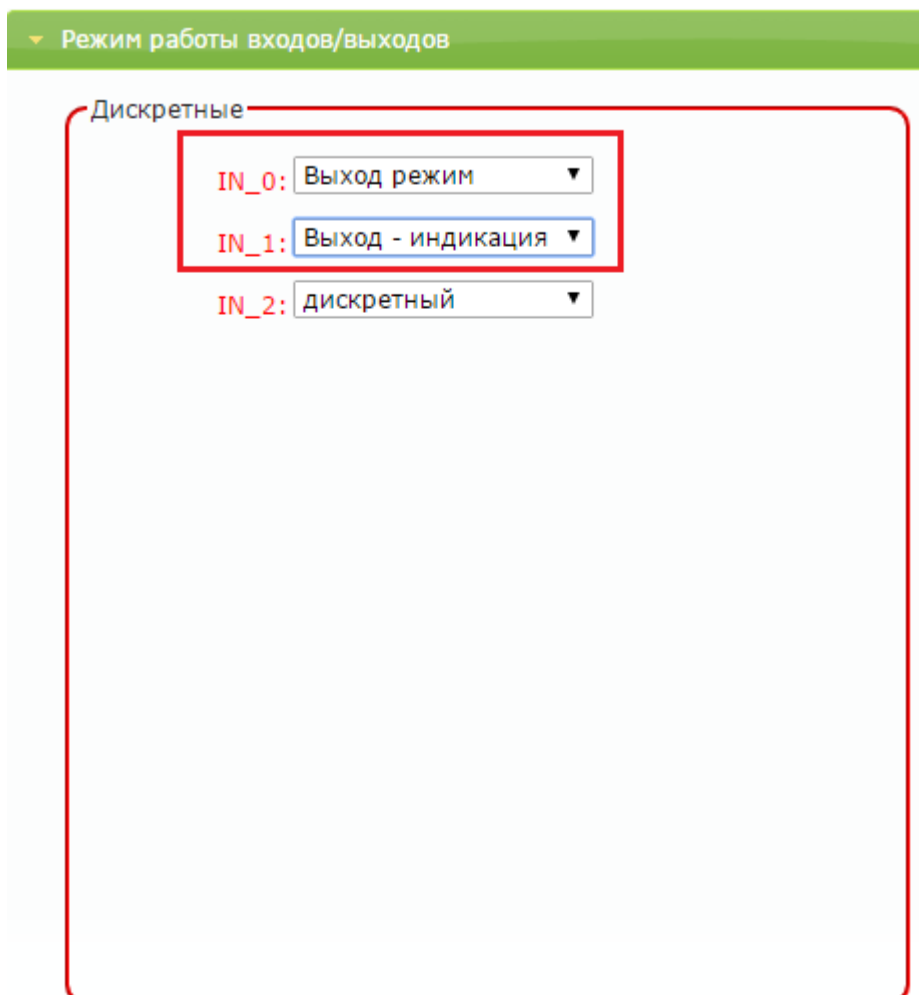 Режим работы входов/выходов
Дискретные
IN_0: Выход режим
IN_1: Выход - индикация
IN_2: дискретный